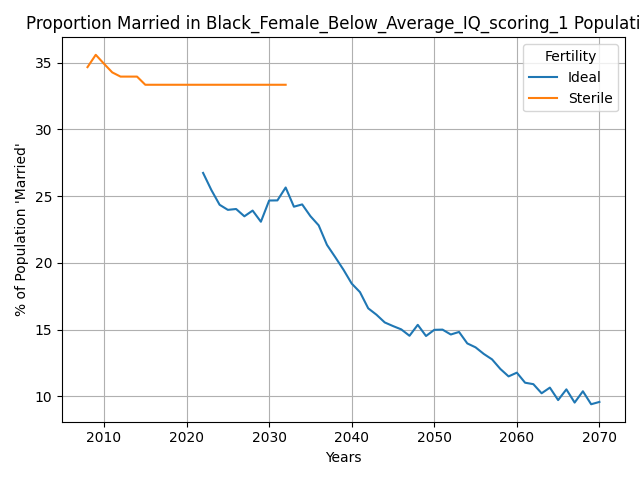 Proportion Married in Black_Female_Below_Average_IQ_scoring_1 Populati
Fertility
Ideal
Sterile
% of Population 'Married'
35
30
25
20
15
10
2010 2020 2030 2040 2050 2060 2070
Years